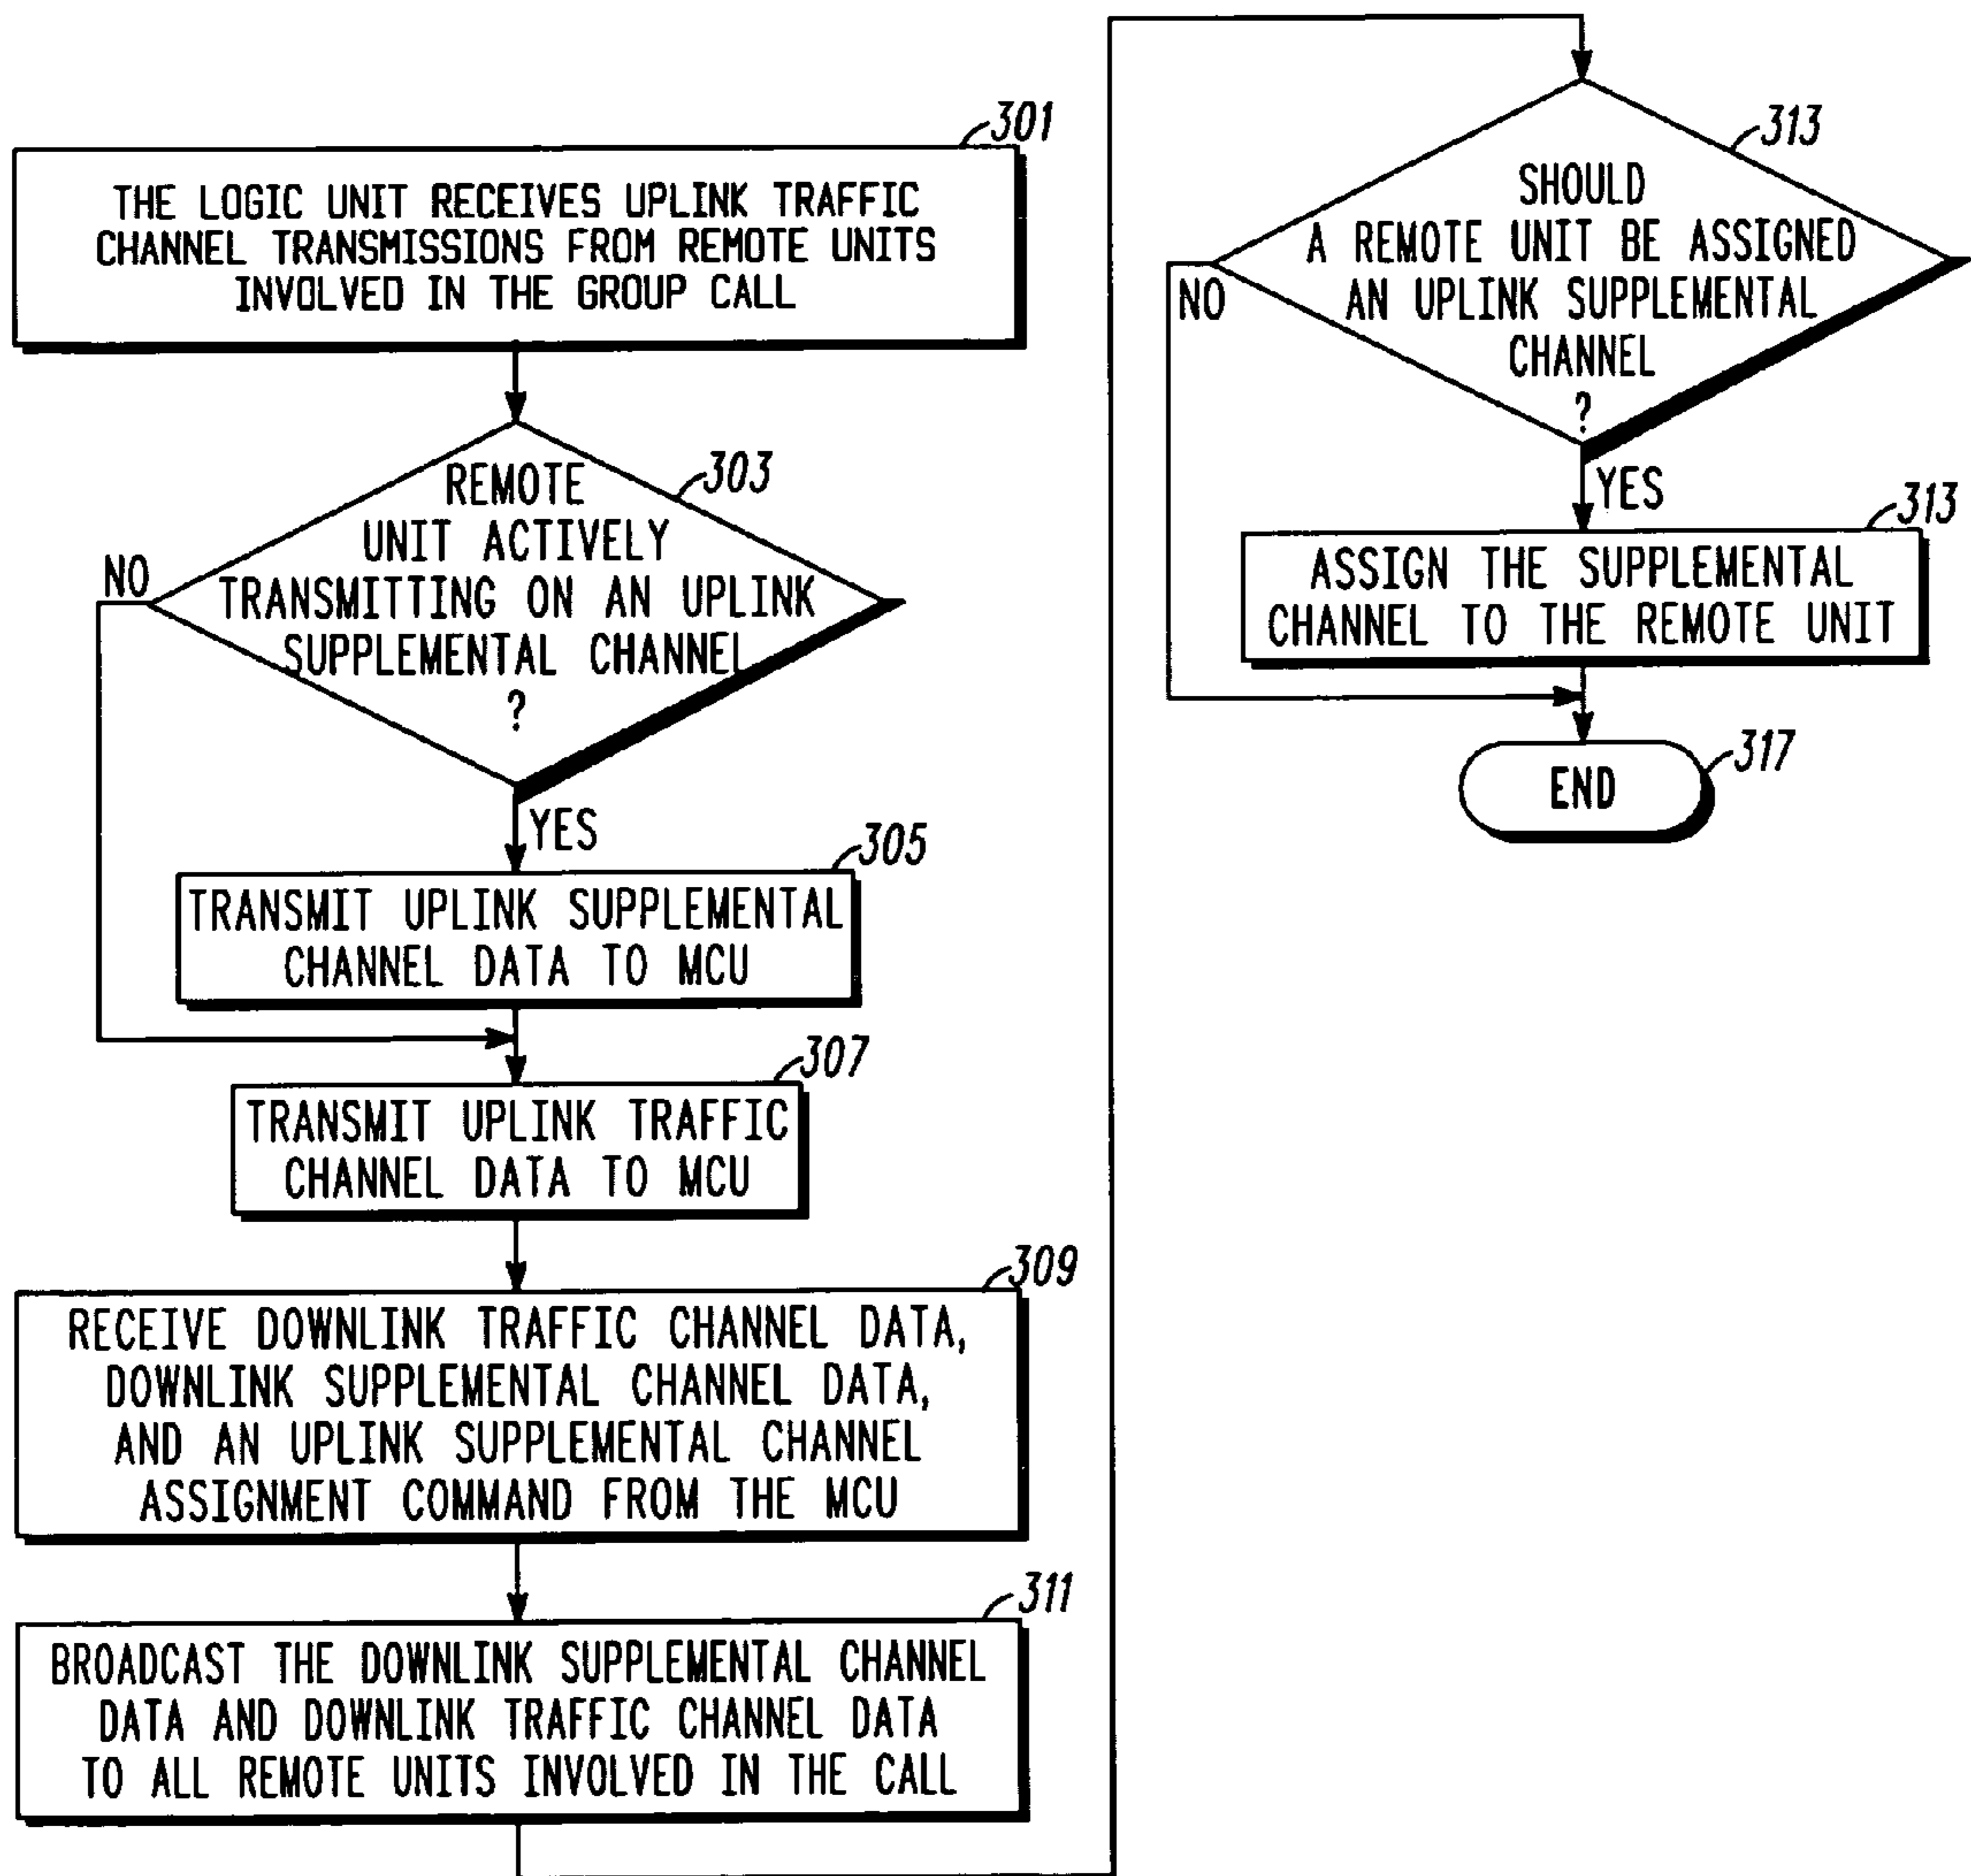 301
THE LOGIC UNIT RECEIVES UPLINK TRAFFIC
CHANNEL TRANSMISSIONS FROM REMOTE UNITS
INVOLVED IN THE GROUP CALL
303
REMOTE
UNIT ACTIVELY
TRANSMITTING ON AN UPLINK
SUPPLEMENTAL CHANNEL
?
NO
YES
305
TRANSMIT UPLINK SUPPLEMENTAL
CHANNEL DATA TO MCU
307
TRANSMIT UPLINK TRAFFIC
CHANNEL DATA TO MCU
309
RECEIVE DOWNLINK TRAFFIC CHANNEL DATA,
DOWNLINK SUPPLEMENTAL CHANNEL DATA,
AND AN UPLINK SUPPLEMENTAL CHANNEL
ASSIGNMENT COMMAND FROM THE MCU
311
BROADCAST THE DOWNLINK SUPPLEMENTAL CHANNEL
DATA AND DOWNLINK TRAFFIC CHANNEL DATA
TO ALL REMOTE UNITS INVOLVED IN THE CALL
313
SHOULD
A REMOTE UNIT BE ASSIGNED
AN UPLINK SUPPLEMENTAL
CHANNEL
?
NO
YES
313
ASSIGN THE SUPPLEMENTAL
CHANNEL TO THE REMOTE UNIT
END
317